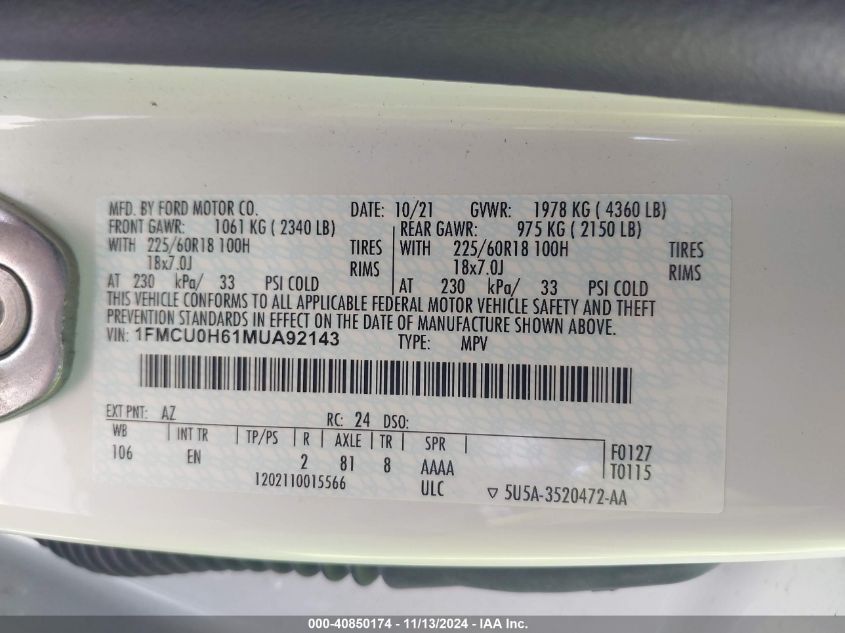 MFD. BY FORD MOTOR CO. DATE: 10/21 GVWR: 1978 KG ( 4360 LB)
FRONT GAWR: 1061 KG ( 2340 LB) REAR GAWR: 975 KG ( 2150 LB)
WITH 225/60R18 100H TIRES WITH 225/60R18 100H TIRES
18x7.0J RIMS 18x7.0J RIMS
AT 230 kPa/ 33 PSI COLD AT 230 kPa/ 33 PSI COLD
THIS VEHICLE CONFORMS TO ALL APPLICABLE FEDERAL MOTOR VEHICLE SAFETY AND THEFT
PREVENTION STANDARDS IN EFFECT ON THE DATE OF MANUFACTURE SHOWN ABOVE.
VIN: 1FMCU0H61MUA92143 TYPE: MPV
EXT PNT: AZ RC: 24 DSO:
WB INT TR TP/PS R AXLE TR SPR F0127
106 EN 2 81 8 AAAA T0115
1202110015566 ULC ▽ 5U5A-3520472-AA
000-40850174 - 11/13/2024 - IAA Inc.